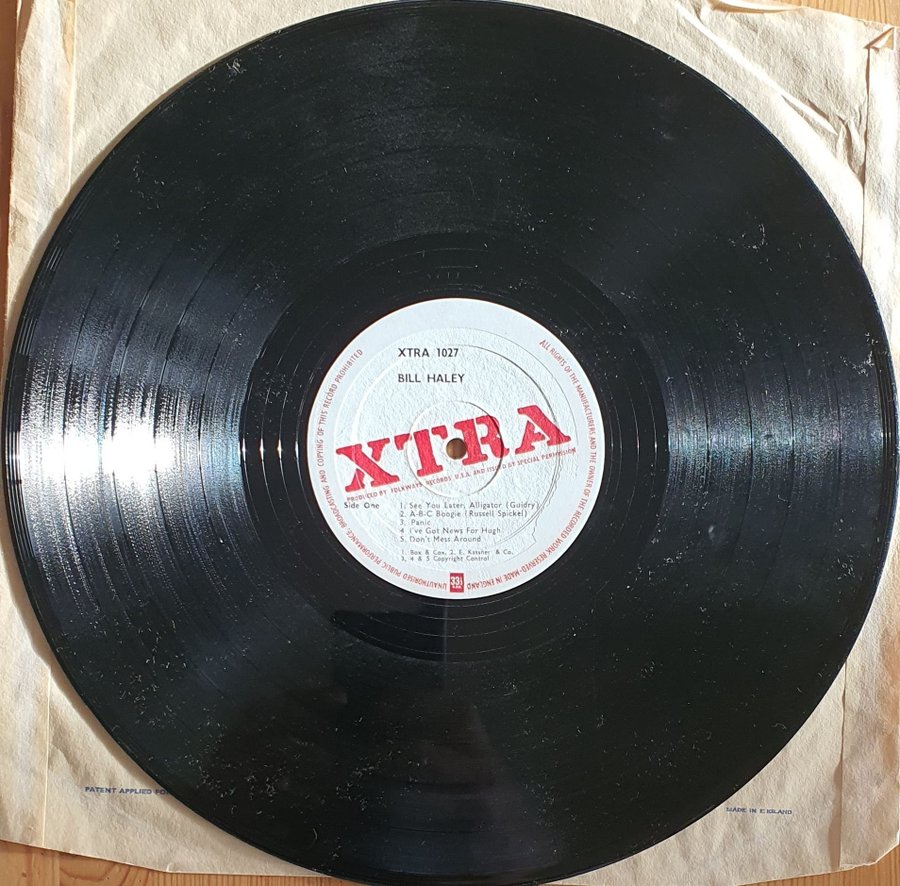 XTRA 1027
BILL HALEY
XTRA
PRODUCED BY FOLKWAYS RECORDS U.S.A. AND ISSUED BY SPECIAL PERMISSION
Side One
1. See You Later, Alligator (Guidry)
2. A-B-C Boogie (Russell Spickel)
3. Panic
4. I've Got News For Hugh
5. Don't Mess Around
1. Box & Cox, 2. E. Kassner & Co.
3, 4 & 5 Copyright Control
ALL RIGHTS OF THE MANUFACTURERS AND THE OWNER OF THE RECORDED WORK RESERVED-MADE IN ENGLAND
33⅓
UNAUTHORISED PUBLIC PERFORMANCE, BROADCASTING AND COPYING OF THIS RECORD PROHIBITED
PATENT APPLIED FO
MADE IN ENGLAND